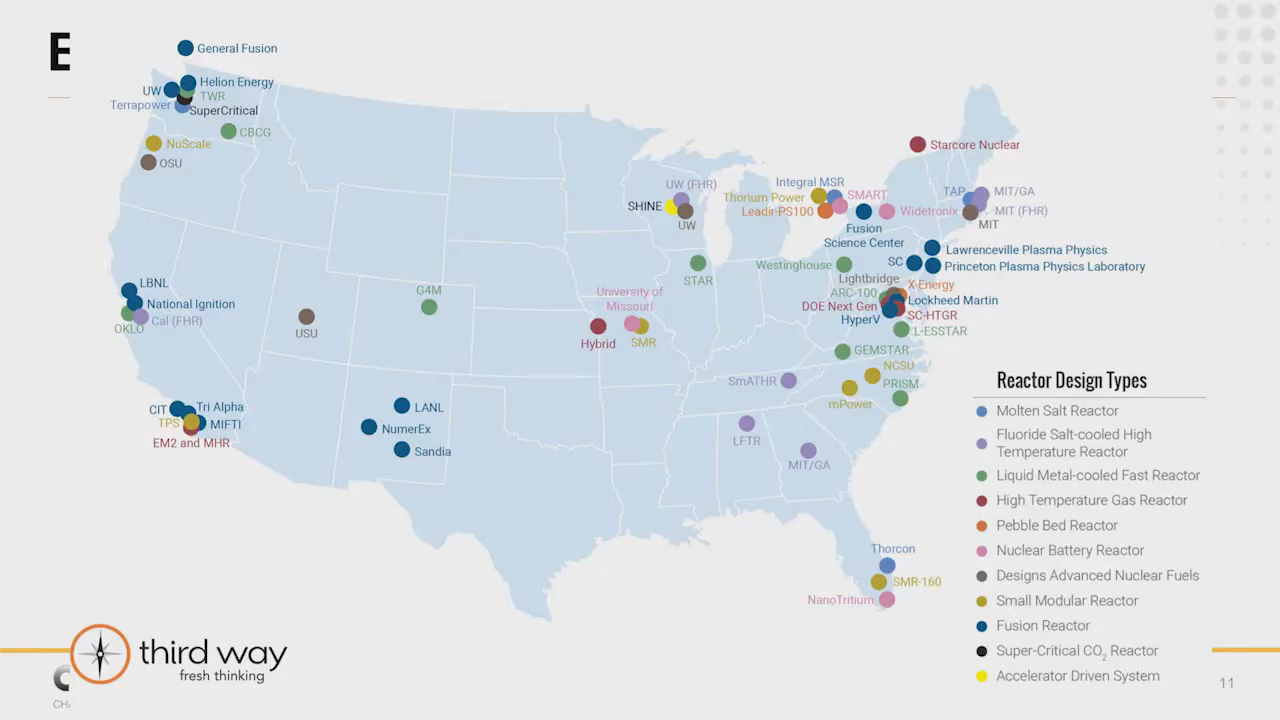 E
General Fusion
Helion Energy
UW
TWR
Terrapower
SuperCritical
CBCG
NuScale
OSU
Starcore Nuclear
UW (FHR)
SHINE
UW
Integral MSR
Thorium Power
SMART
Leadir-PS100
Widetronix
Fusion
Science Center
TAP
MIT/GA
MIT (FHR)
MIT
Lawrenceville Plasma Physics
SC
Princeton Plasma Physics Laboratory
Westinghouse
STAR
Lightbridge
ARC-100
X Energy
DOE Next Gen
Lockheed Martin
HyperV
SC-HTGR
L-ESSTAR
LBNL
National Ignition
OKLO
Cal (FHR)
USU
G4M
University of
Missouri
Hybrid
SMR
GEMSTAR
NCSU
SmATHR
PRISM
mPower
CIT
Tri Alpha
TPS
MIFTI
EM2 and MHR
LANL
NumerEx
Sandia
LFTR
MIT/GA
Thorcon
SMR-160
NanoTritium
Reactor Design Types
Molten Salt Reactor
Fluoride Salt-cooled High
Temperature Reactor
Liquid Metal-cooled Fast Reactor
High Temperature Gas Reactor
Pebble Bed Reactor
Nuclear Battery Reactor
Designs Advanced Nuclear Fuels
Small Modular Reactor
Fusion Reactor
Super-Critical CO2 Reactor
Accelerator Driven System
third way
fresh thinking
CH
11